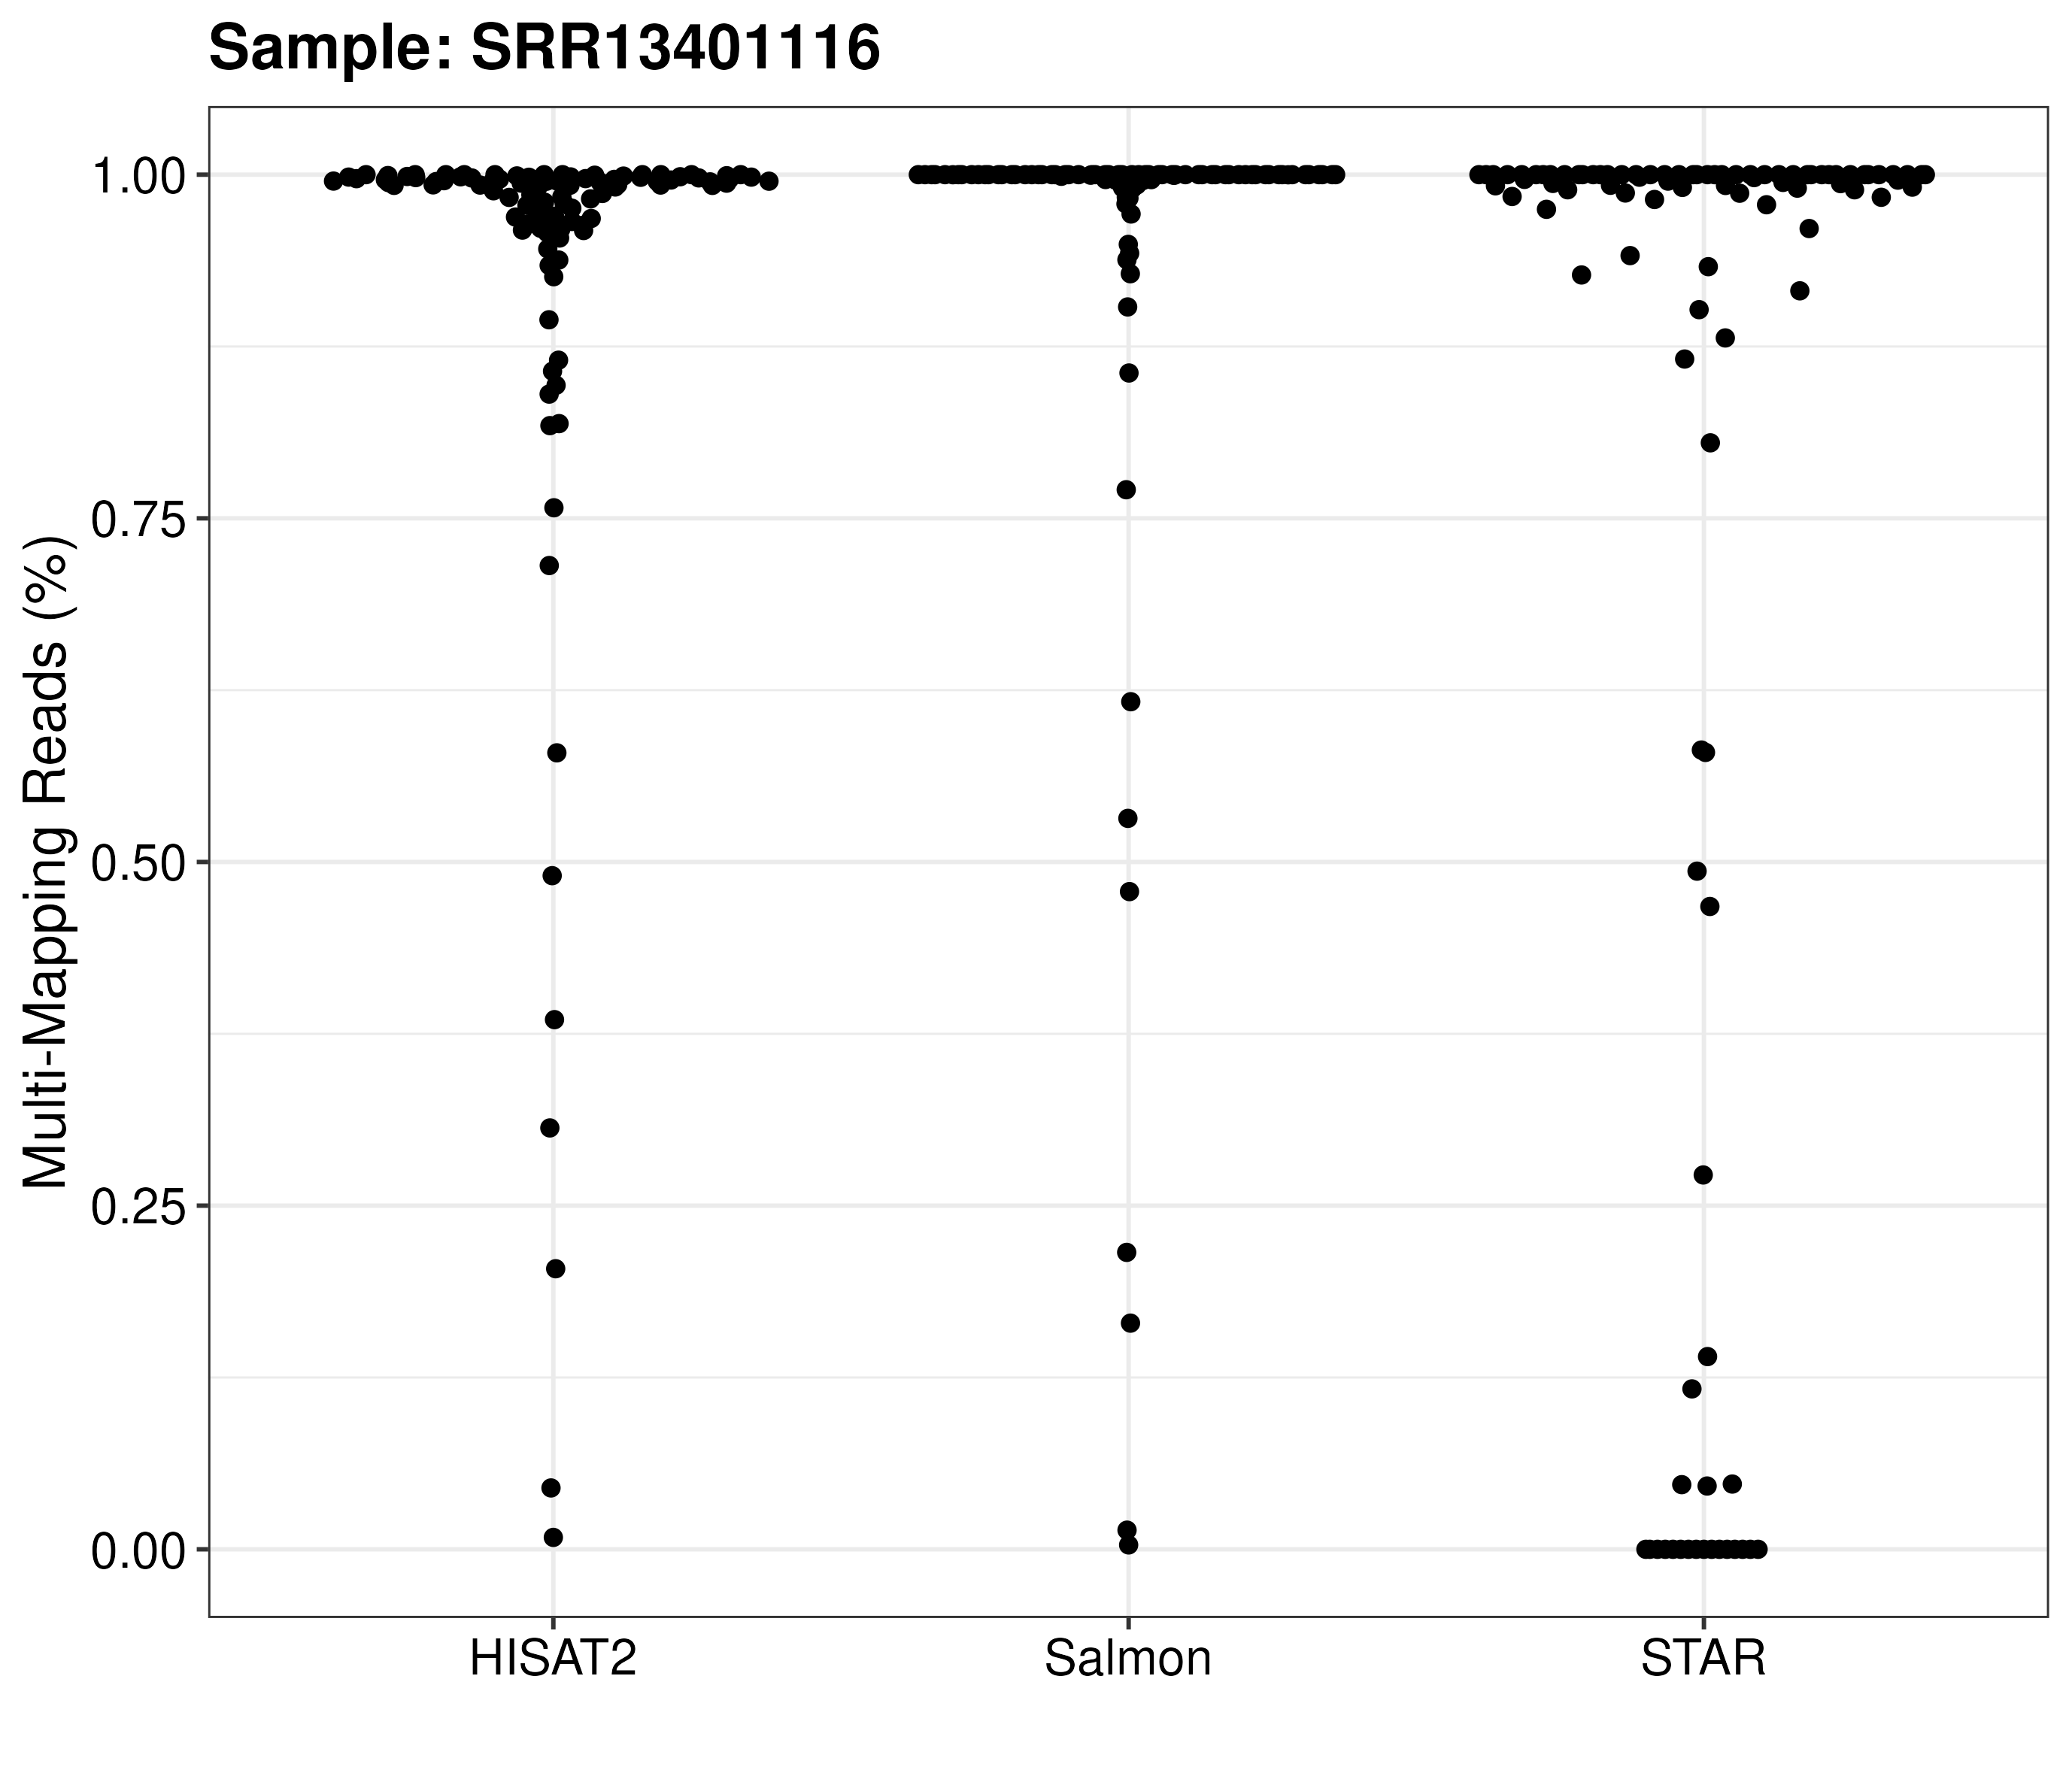 Sample: SRR13401116
Multi-Mapping Reads (%)
1.00
0.75
0.50
0.25
0.00
HISAT2
Salmon
STAR